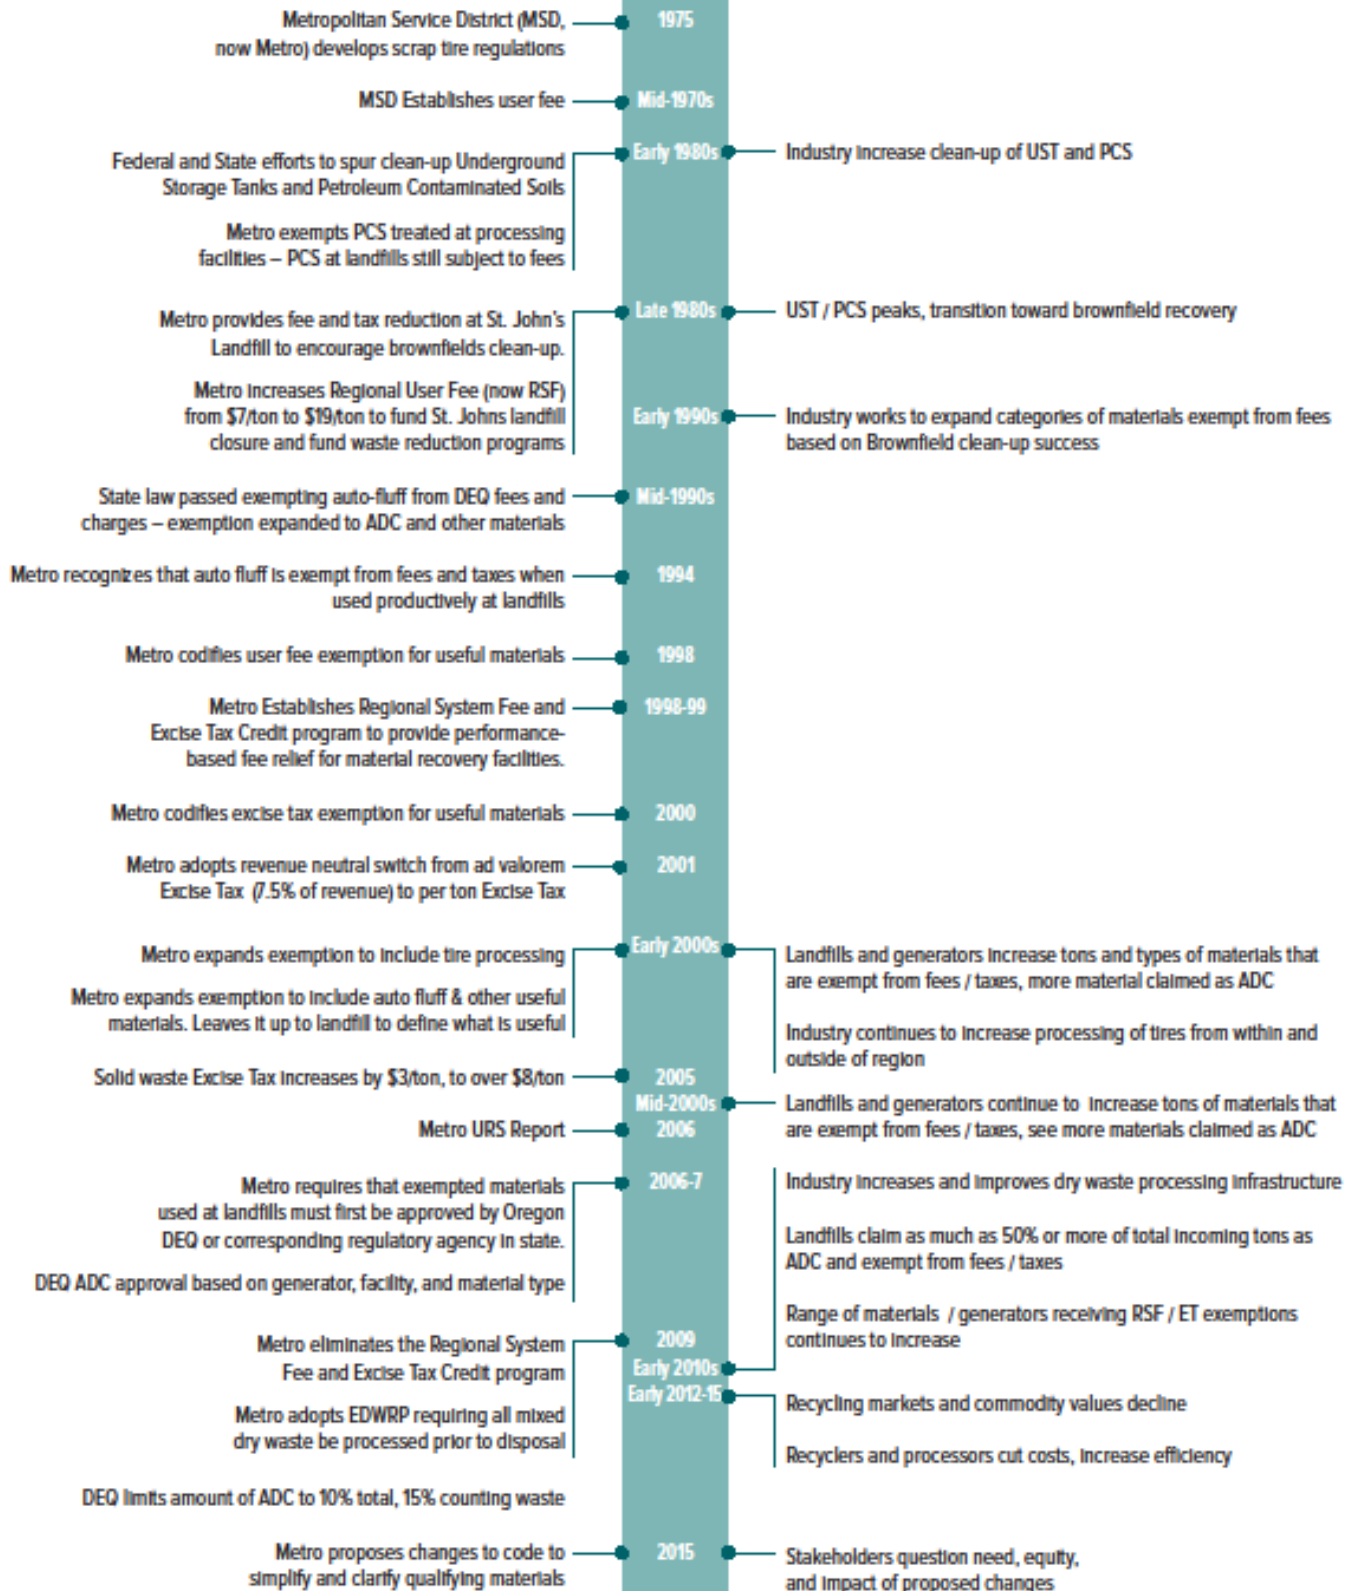 Metropolitan Service District (MSD,
now Metro) develops scrap tire regulations
1975
MSD Establishes user fee
Mid-1970s
Federal and State efforts to spur clean-up Underground
Storage Tanks and Petroleum Contaminated Soils
Metro exempts PCS treated at processing
facilities – PCS at landfills still subject to fees
Early 1980s
Industry increase clean-up of UST and PCS
Metro provides fee and tax reduction at St. John's
Landfill to encourage brownfields clean-up.
Late 1980s
UST / PCS peaks, transition toward brownfield recovery
Metro increases Regional User Fee (now RSF)
from $7/ton to $19/ton to fund St. Johns landfill
closure and fund waste reduction programs
Early 1990s
Industry works to expand categories of materials exempt from fees
based on Brownfield clean-up success
State law passed exempting auto-fluff from DEQ fees and
charges – exemption expanded to ADC and other materials
Mid-1990s
Metro recognizes that auto fluff is exempt from fees and taxes when
used productively at landfills
1994
Metro codifies user fee exemption for useful materials
1998
Metro Establishes Regional System Fee and
Excise Tax Credit program to provide performance-
based fee relief for material recovery facilities.
1998-99
Metro codifies excise tax exemption for useful materials
2000
Metro adopts revenue neutral switch from ad valorem
Excise Tax (7.5% of revenue) to per ton Excise Tax
2001
Metro expands exemption to include tire processing
Metro expands exemption to include auto fluff & other useful
materials. Leaves it up to landfill to define what is useful
Early 2000s
Landfills and generators increase tons and types of materials that
are exempt from fees / taxes, more material claimed as ADC
Industry continues to increase processing of tires from within and
outside of region
Solid waste Excise Tax increases by $3/ton, to over $8/ton
2005
Mid-2000s
Landfills and generators continue to increase tons of materials that
are exempt from fees / taxes, see more materials claimed as ADC
Metro URS Report
2006
Metro requires that exempted materials
used at landfills must first be approved by Oregon
DEQ or corresponding regulatory agency in state.
DEQ ADC approval based on generator, facility, and material type
2006-7
Industry increases and improves dry waste processing infrastructure
Landfills claim as much as 50% or more of total incoming tons as
ADC and exempt from fees / taxes
Range of materials / generators receiving RSF / ET exemptions
continues to increase
Metro eliminates the Regional System
Fee and Excise Tax Credit program
Metro adopts EDWRP requiring all mixed
dry waste be processed prior to disposal
2009
Early 2010s
Early 2012-15
Recycling markets and commodity values decline
Recyclers and processors cut costs, increase efficiency
DEQ limits amount of ADC to 10% total, 15% counting waste
Metro proposes changes to code to
simplify and clarify qualifying materials
2015
Stakeholders question need, equity,
and impact of proposed changes